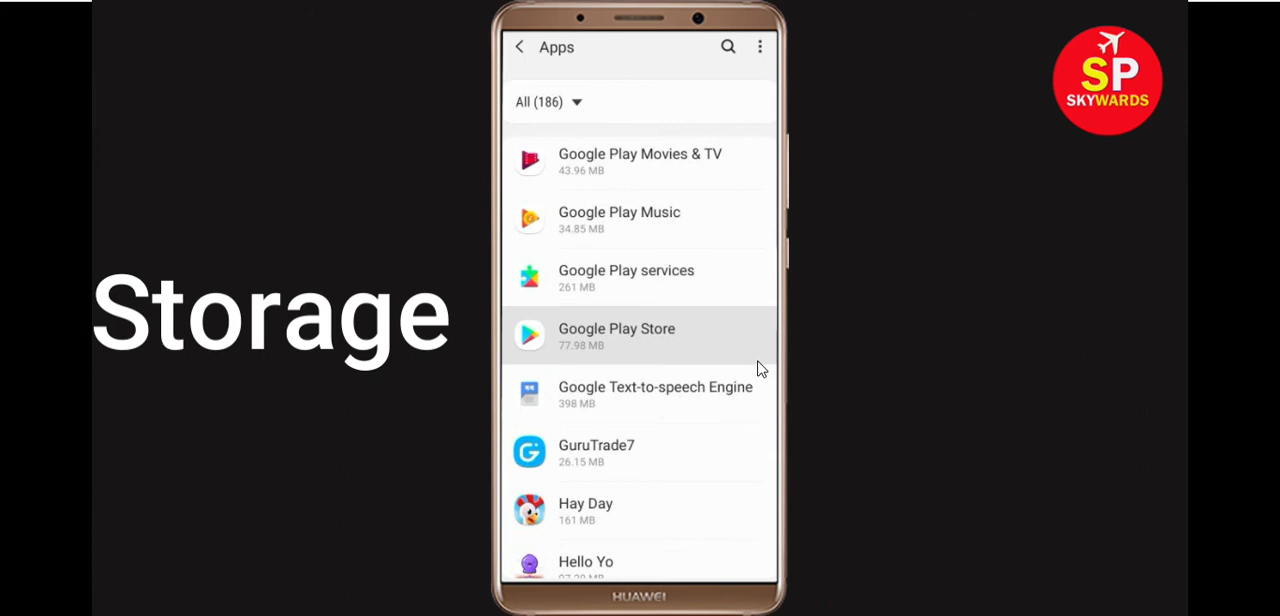 Apps
All (186)
Google Play Movies & TV
43.96 MB
Google Play Music
34.85 MB
Google Play services
261 MB
Google Play Store
77.98 MB
Google Text-to-speech Engine
398 MB
GuruTrade7
26.15 MB
Hay Day
161 MB
Hello Yo
HUAWEI
Storage
SP
SKYWARDS